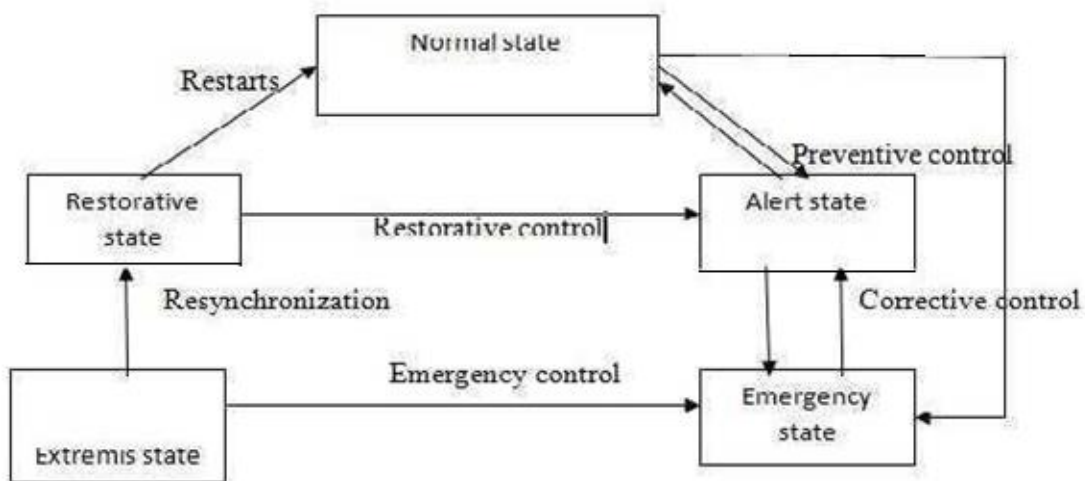 Normal state
Restarts
Preventive control
Restorative
state
Alert state
Restorative control
Resynchronization
Corrective control
Emergency control
Emergency
state
Extremis state